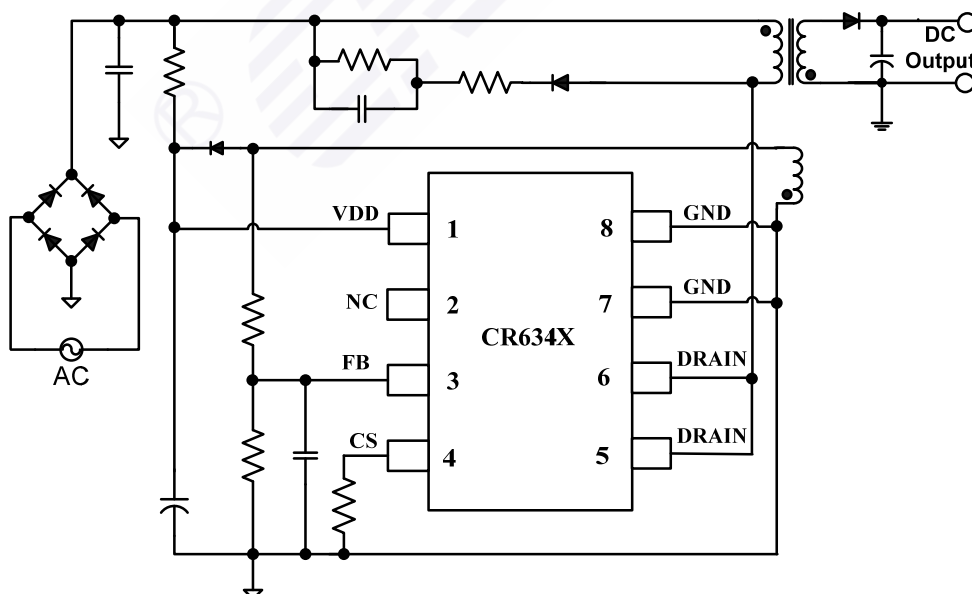 DC
Output
VDD
1
8
GND
NC
2
7
GND
CR634X
FB
3
6
DRAIN
CS
4
5
DRAIN
AC
®